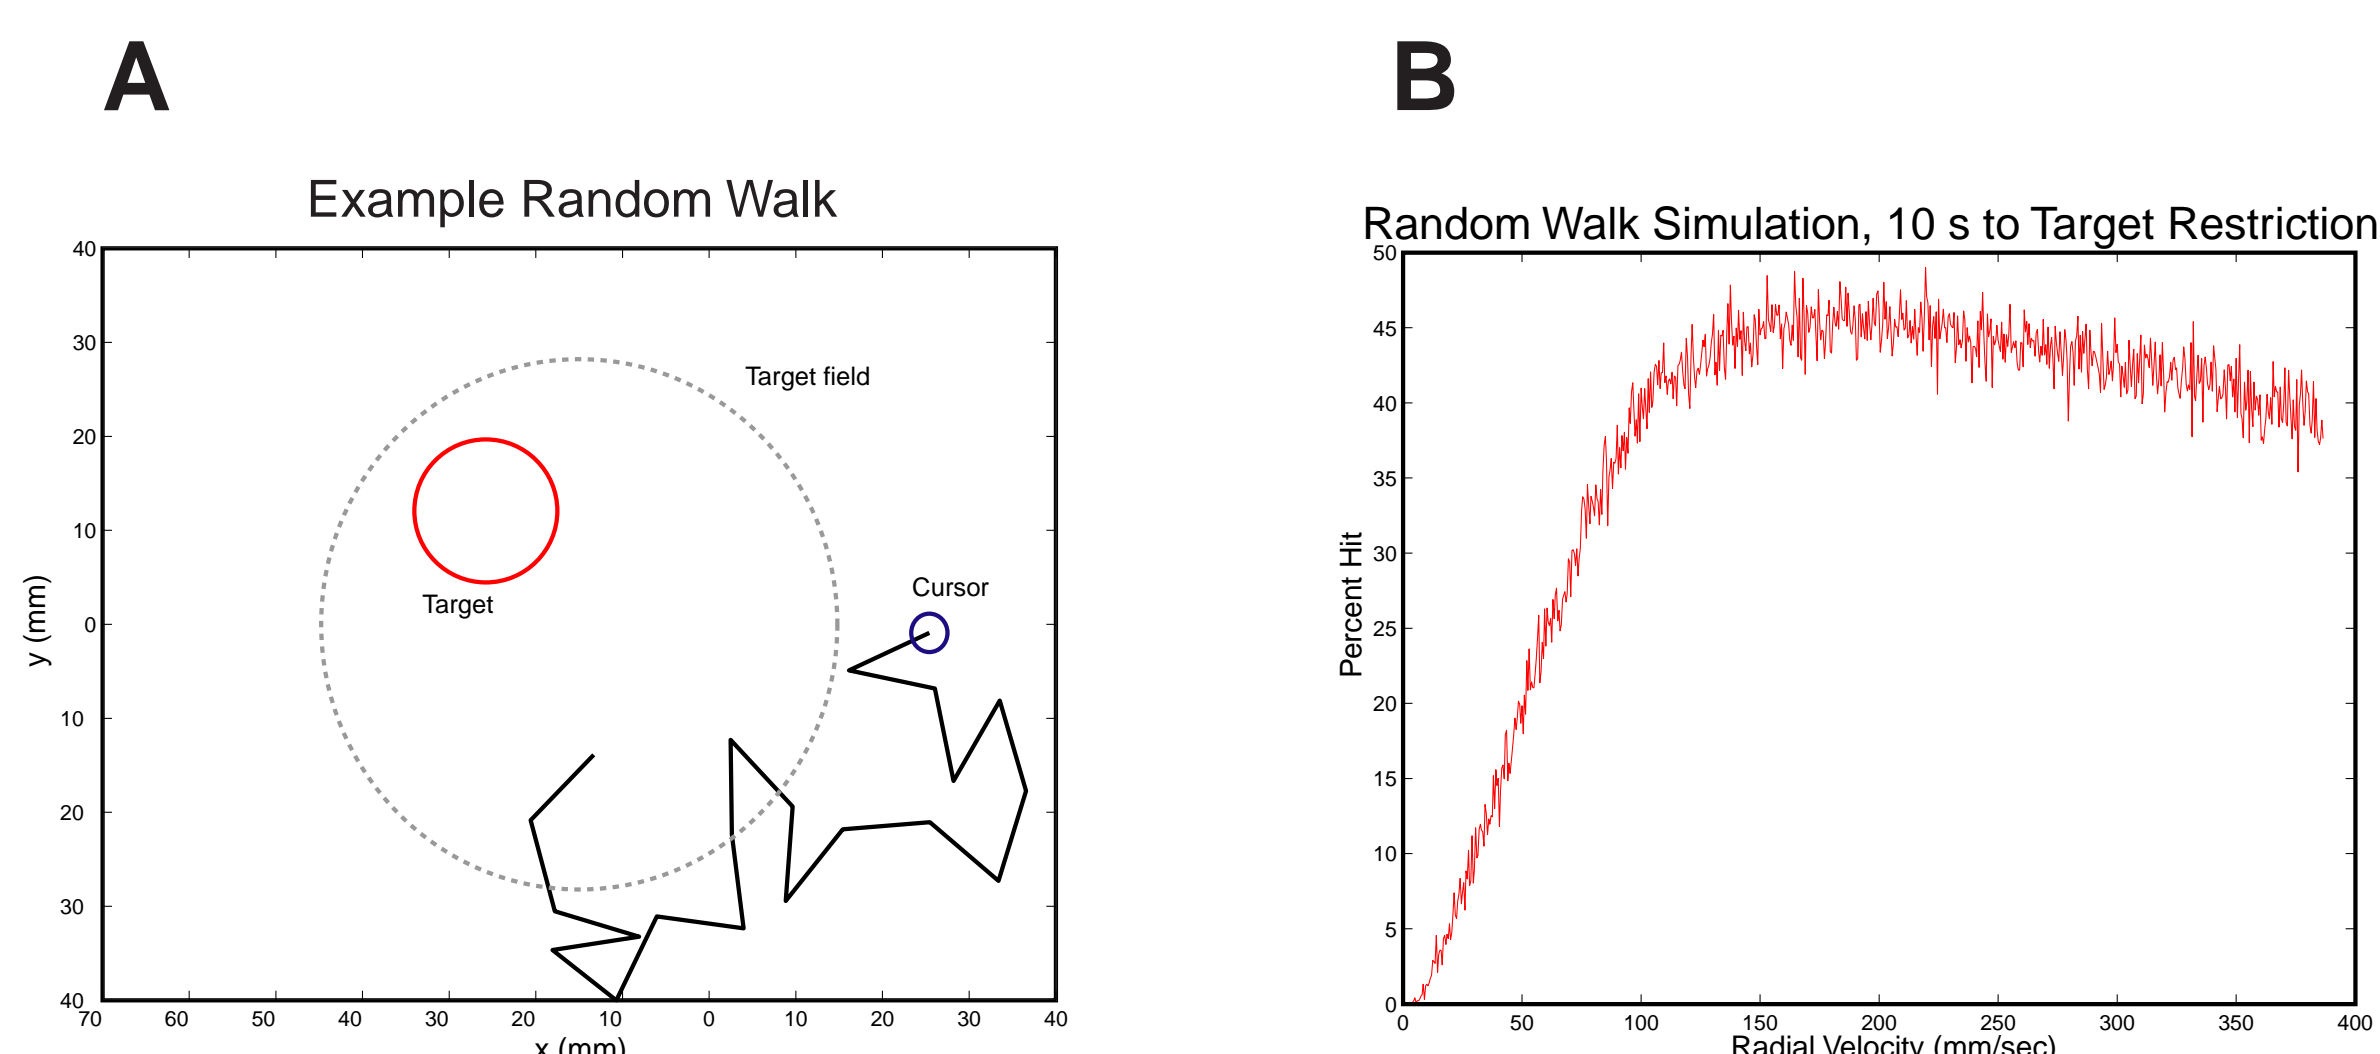 A
B
Example Random Walk
Random Walk Simulation, 10 s to Target Restriction
40
30
20
10
0
10
20
30
40
y (mm)
Target field
Target
Cursor
70 60 50 40 30 20 10 0 10 20 30 40
x (mm)
50
45
40
35
30
25
20
15
10
5
0
Percent Hit
0 50 100 150 200 250 300 350 400
Radial Velocity (mm/sec)